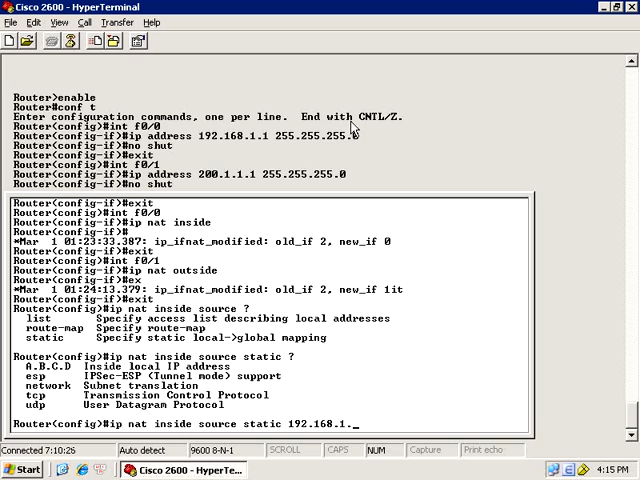 Cisco 2600 - HyperTerminal
File Edit View Call Transfer Help
Router>enable
Router#conf t
Enter configuration commands, one per line.  End with CNTL/Z.
Router(config)#int f0/0
Router(config-if)#ip address 192.168.1.1 255.255.255.0
Router(config-if)#no shut
Router(config-if)#exit
Router(config)#int f0/1
Router(config-if)#ip address 200.1.1.1 255.255.255.0
Router(config-if)#no shut
Router(config-if)#exit
Router(config)#int f0/0
Router(config-if)#ip nat inside
Router(config-if)#
*Mar  1 01:23:33.387: ip_ifnat_modified: old_if 2, new_if 0
Router(config-if)#exit
Router(config)#int f0/1
Router(config-if)#ip nat outside
Router(config-if)#ex
*Mar  1 01:24:13.379: ip_ifnat_modified: old_if 2, new_if 1it
Router(config-if)#exit
Router(config)#ip nat inside source ?
list       Specify access list describing local addresses
route-map  Specify route-map
static     Specify static local->global mapping
Router(config)#ip nat inside source static ?
A.B.C.D  Inside local IP address
esp      IPSec-ESP (Tunnel mode) support
network  Subnet translation
tcp      Transmission Control Protocol
udp      User Datagram Protocol
Router(config)#ip nat inside source static 192.168.1._
Connected 7:10:26 Auto detect 9600 8-N-1 SCROLL CAPS NUM Capture Print echo
Start Cisco 2600 - HyperTe... 4:15 PM